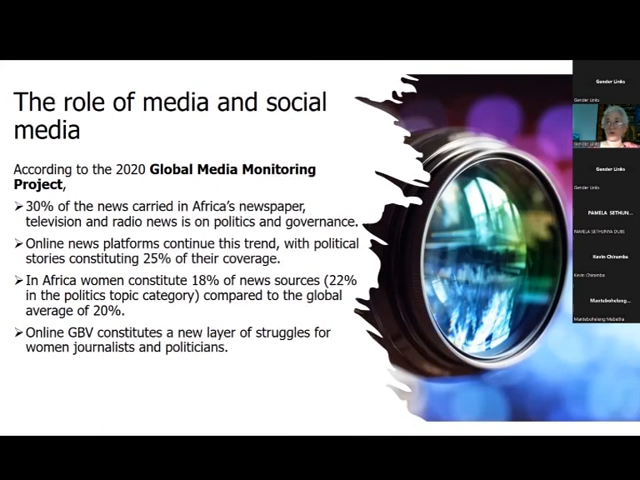 The role of media and social
media
According to the 2020 Global Media Monitoring
Project,
➢30% of the news carried in Africa's newspaper,
television and radio news is on politics and governance.
➢Online news platforms continue this trend, with political
stories constituting 25% of their coverage.
➢In Africa women constitute 18% of news sources (22%
in the politics topic category) compared to the global
average of 20%.
➢Online GBV constitutes a new layer of struggles for
women journalists and politicians.
Gender Links
Gender Links
Gender Links
Gender Links
Gender Links
PAMELA SETHUN...
PAMELA SETHUNYA DUBE
Kevin Chiramba
Kevin Chiramba
Manteboheleng...